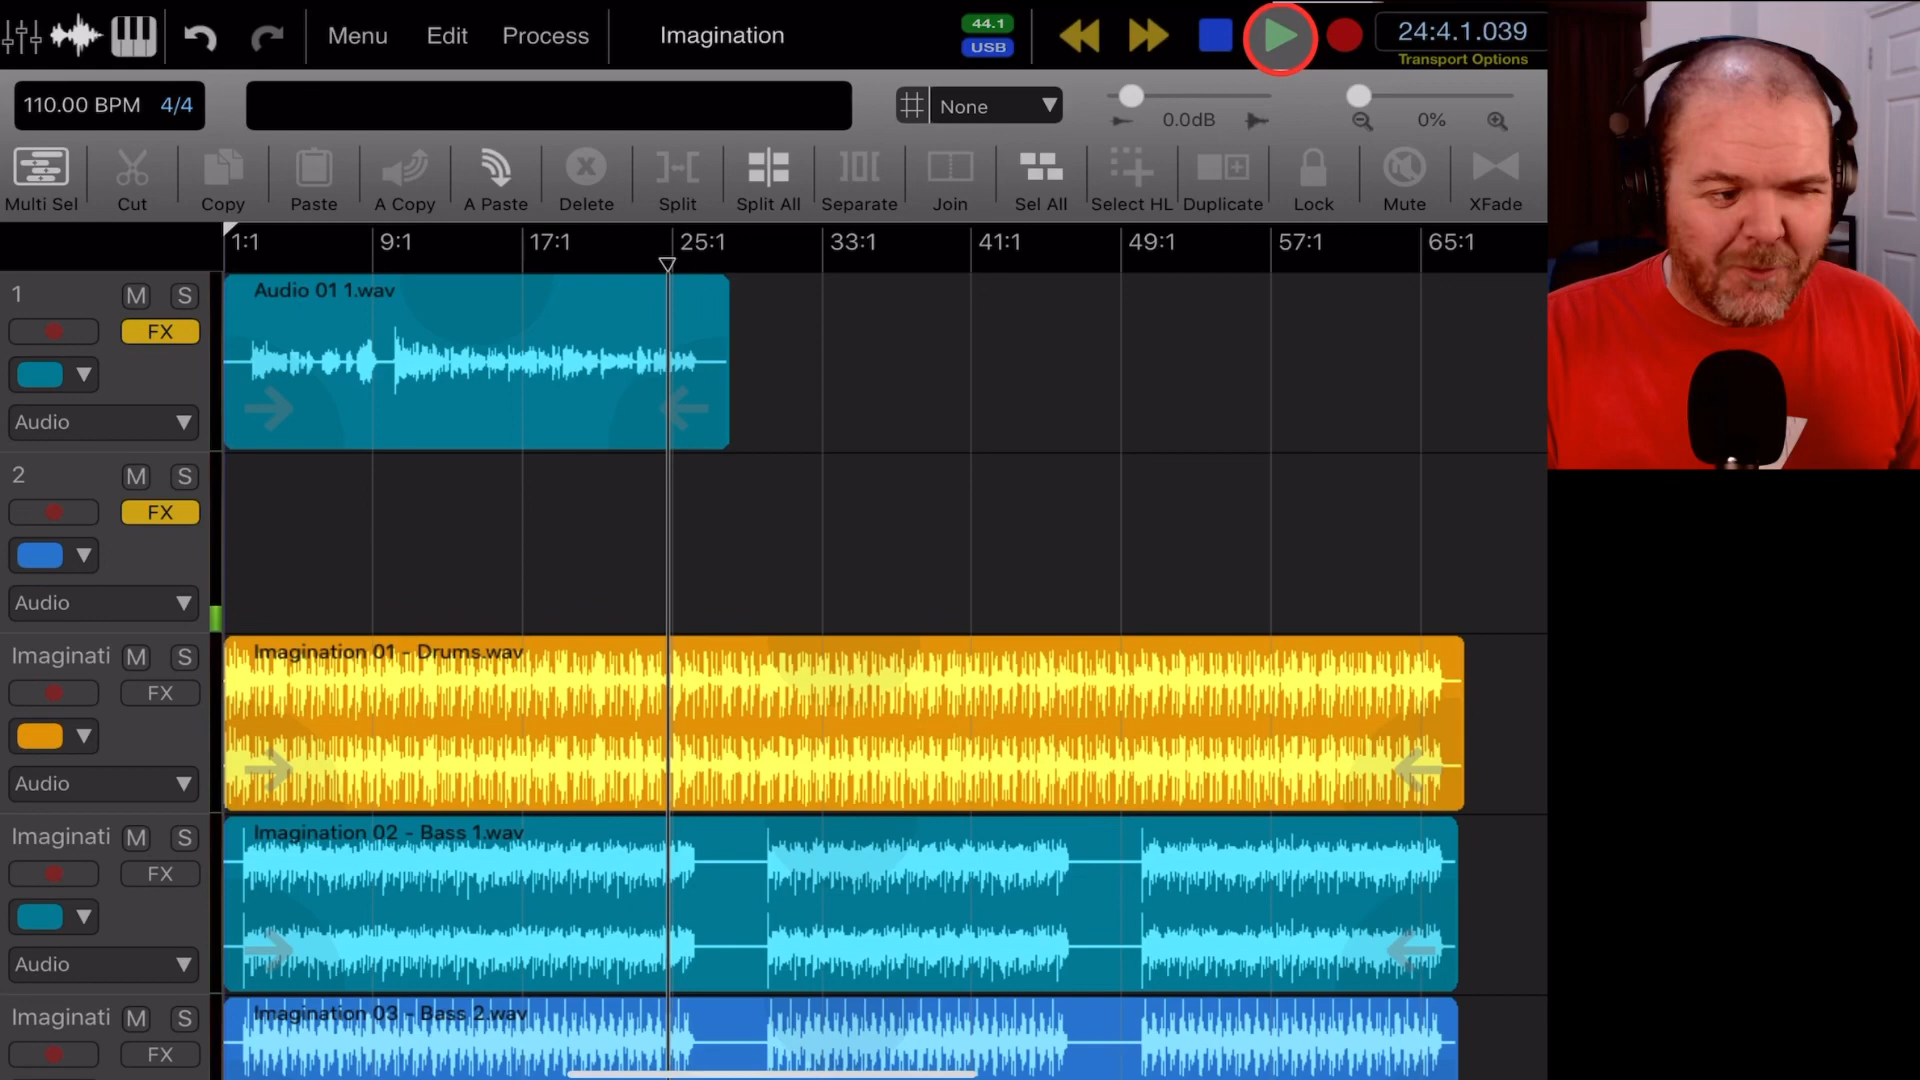 Menu Edit Process Imagination 44.1 USB 24:4.1.039
Transport Options
110.00 BPM 4/4 None 0.0dB 0%
Multi Sel Cut Copy Paste A Copy A Paste Delete Split Split All Separate Join Sel All Select HL Duplicate Lock Mute XFade
1:1 9:1 17:1 25:1 33:1 41:1 49:1 57:1 65:1
1 M S Audio 01 1.wav
FX
Audio
2 M S
FX
Audio
Imaginati M S Imagination 01 - Drums.wav
FX
Audio
Imaginati M S Imagination 02 - Bass 1.wav
FX
Audio
Imaginati M S Imagination 03 - Bass 2.wav
FX